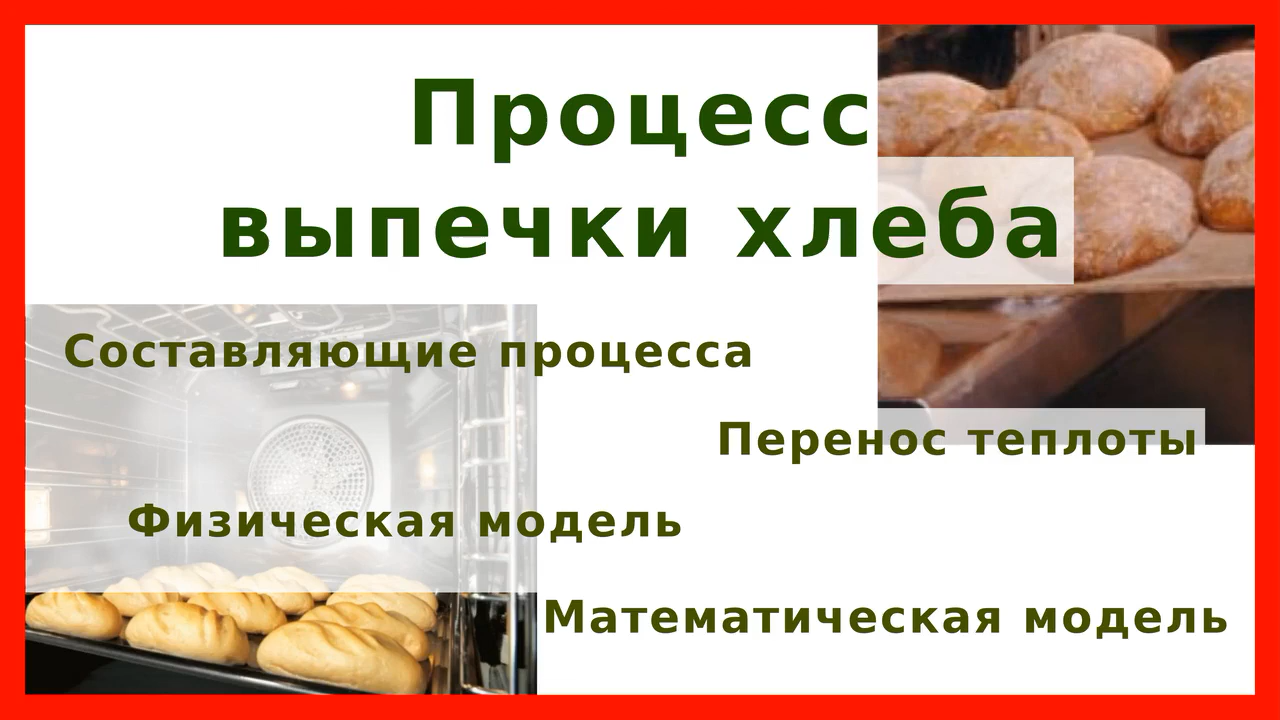 Процесс
выпечки хлеба
Составляющие процесса
Перенос теплоты
Физическая модель
Математическая модель